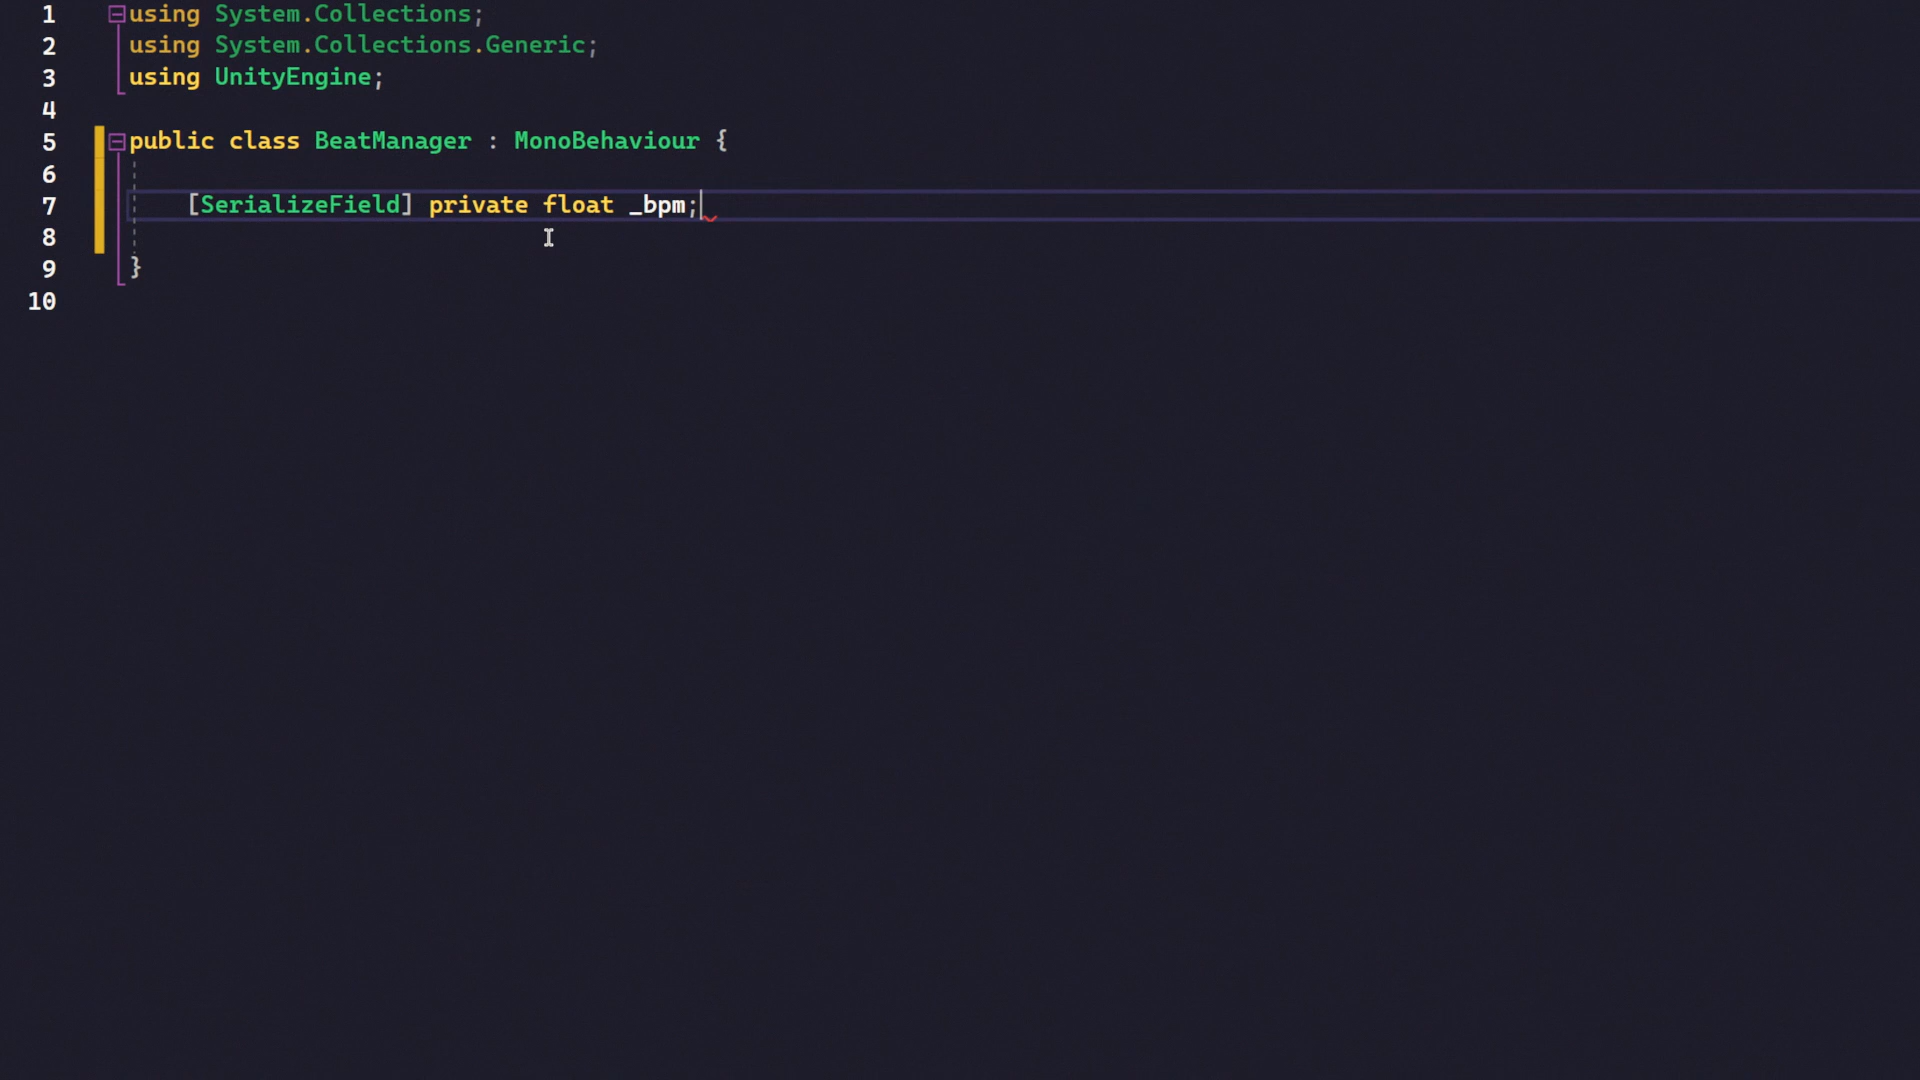 1 using System.Collections;
2 using System.Collections.Generic;
3 using UnityEngine;
4
5 public class BeatManager : MonoBehaviour {
6
7 [SerializeField] private float _bpm;
8
9 }
10